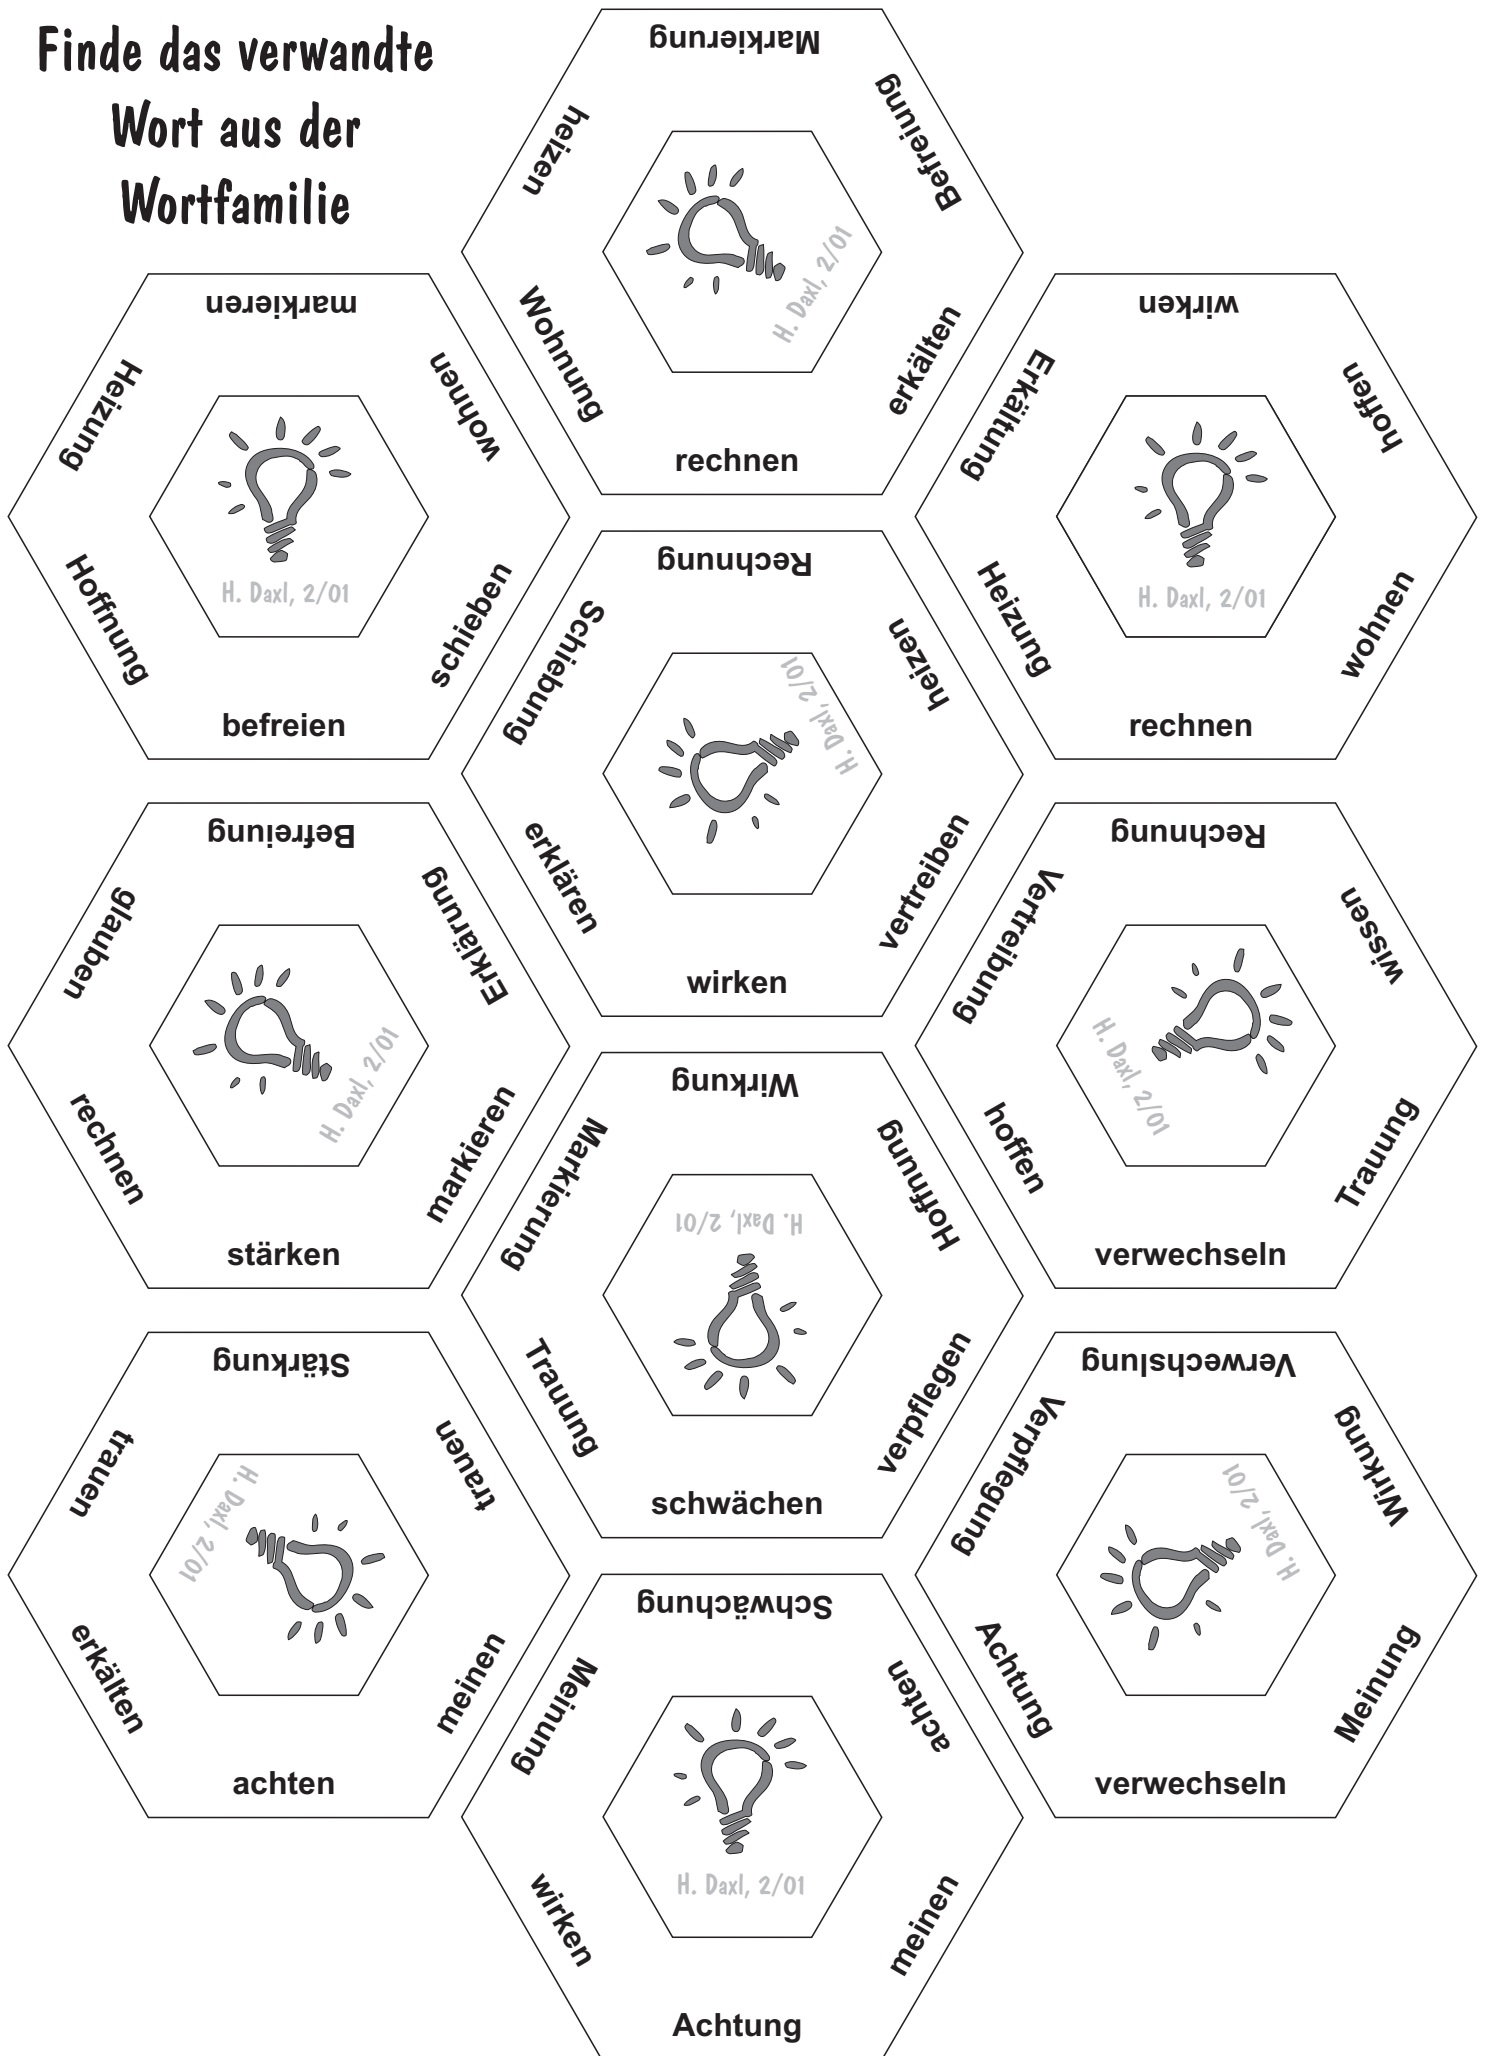 Finde das verwandte
Wort aus der
Wortfamilie
Markierung
Befreiung
erkälten
rechnen
Wohnung
heizen
H. Daxl, 2/01
markieren
wohnen
schieben
befreien
Hoffnung
Heizung
H. Daxl, 2/01
wirken
hoffen
wohnen
rechnen
Heizung
Erkältung
H. Daxl, 2/01
Rechnung
heizen
vertreiben
wirken
erklären
Schiebung
H. Daxl, 2/01
Befreiung
Erklärung
markieren
stärken
rechnen
glauben
H. Daxl, 2/01
Rechnung
wissen
Trauung
verwechseln
hoffen
Vertreibung
H. Daxl, 2/01
Wirkung
Hoffnung
verpflegen
schwächen
Trauung
Markierung
H. Daxl, 2/01
Stärkung
trauen
meinen
achten
erkälten
trauen
H. Daxl, 2/01
Verwechslung
Wirkung
Meinung
verwechseln
Achtung
Verpflegung
H. Daxl, 2/01
Schwächung
achten
meinen
Achtung
wirken
Meinung
H. Daxl, 2/01